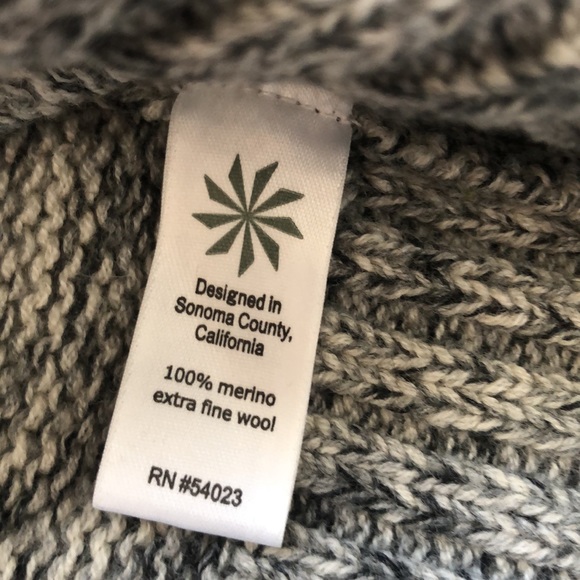 Designed in
Sonoma County,
California
100% merino
extra fine wool
RN #54023